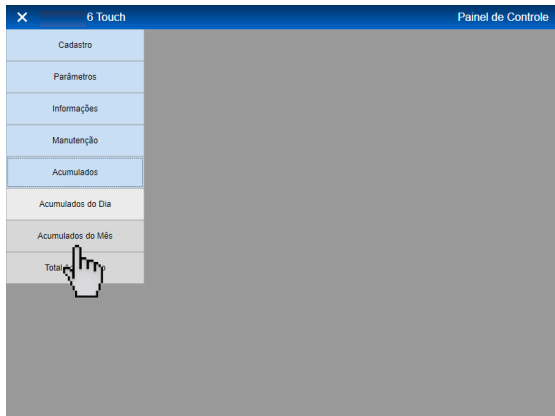 6 Touch Painel de Controle
Cadastro
Parâmetros
Informações
Manutenção
Acumulados
Acumulados do Dia
Acumulados do Mês
Total